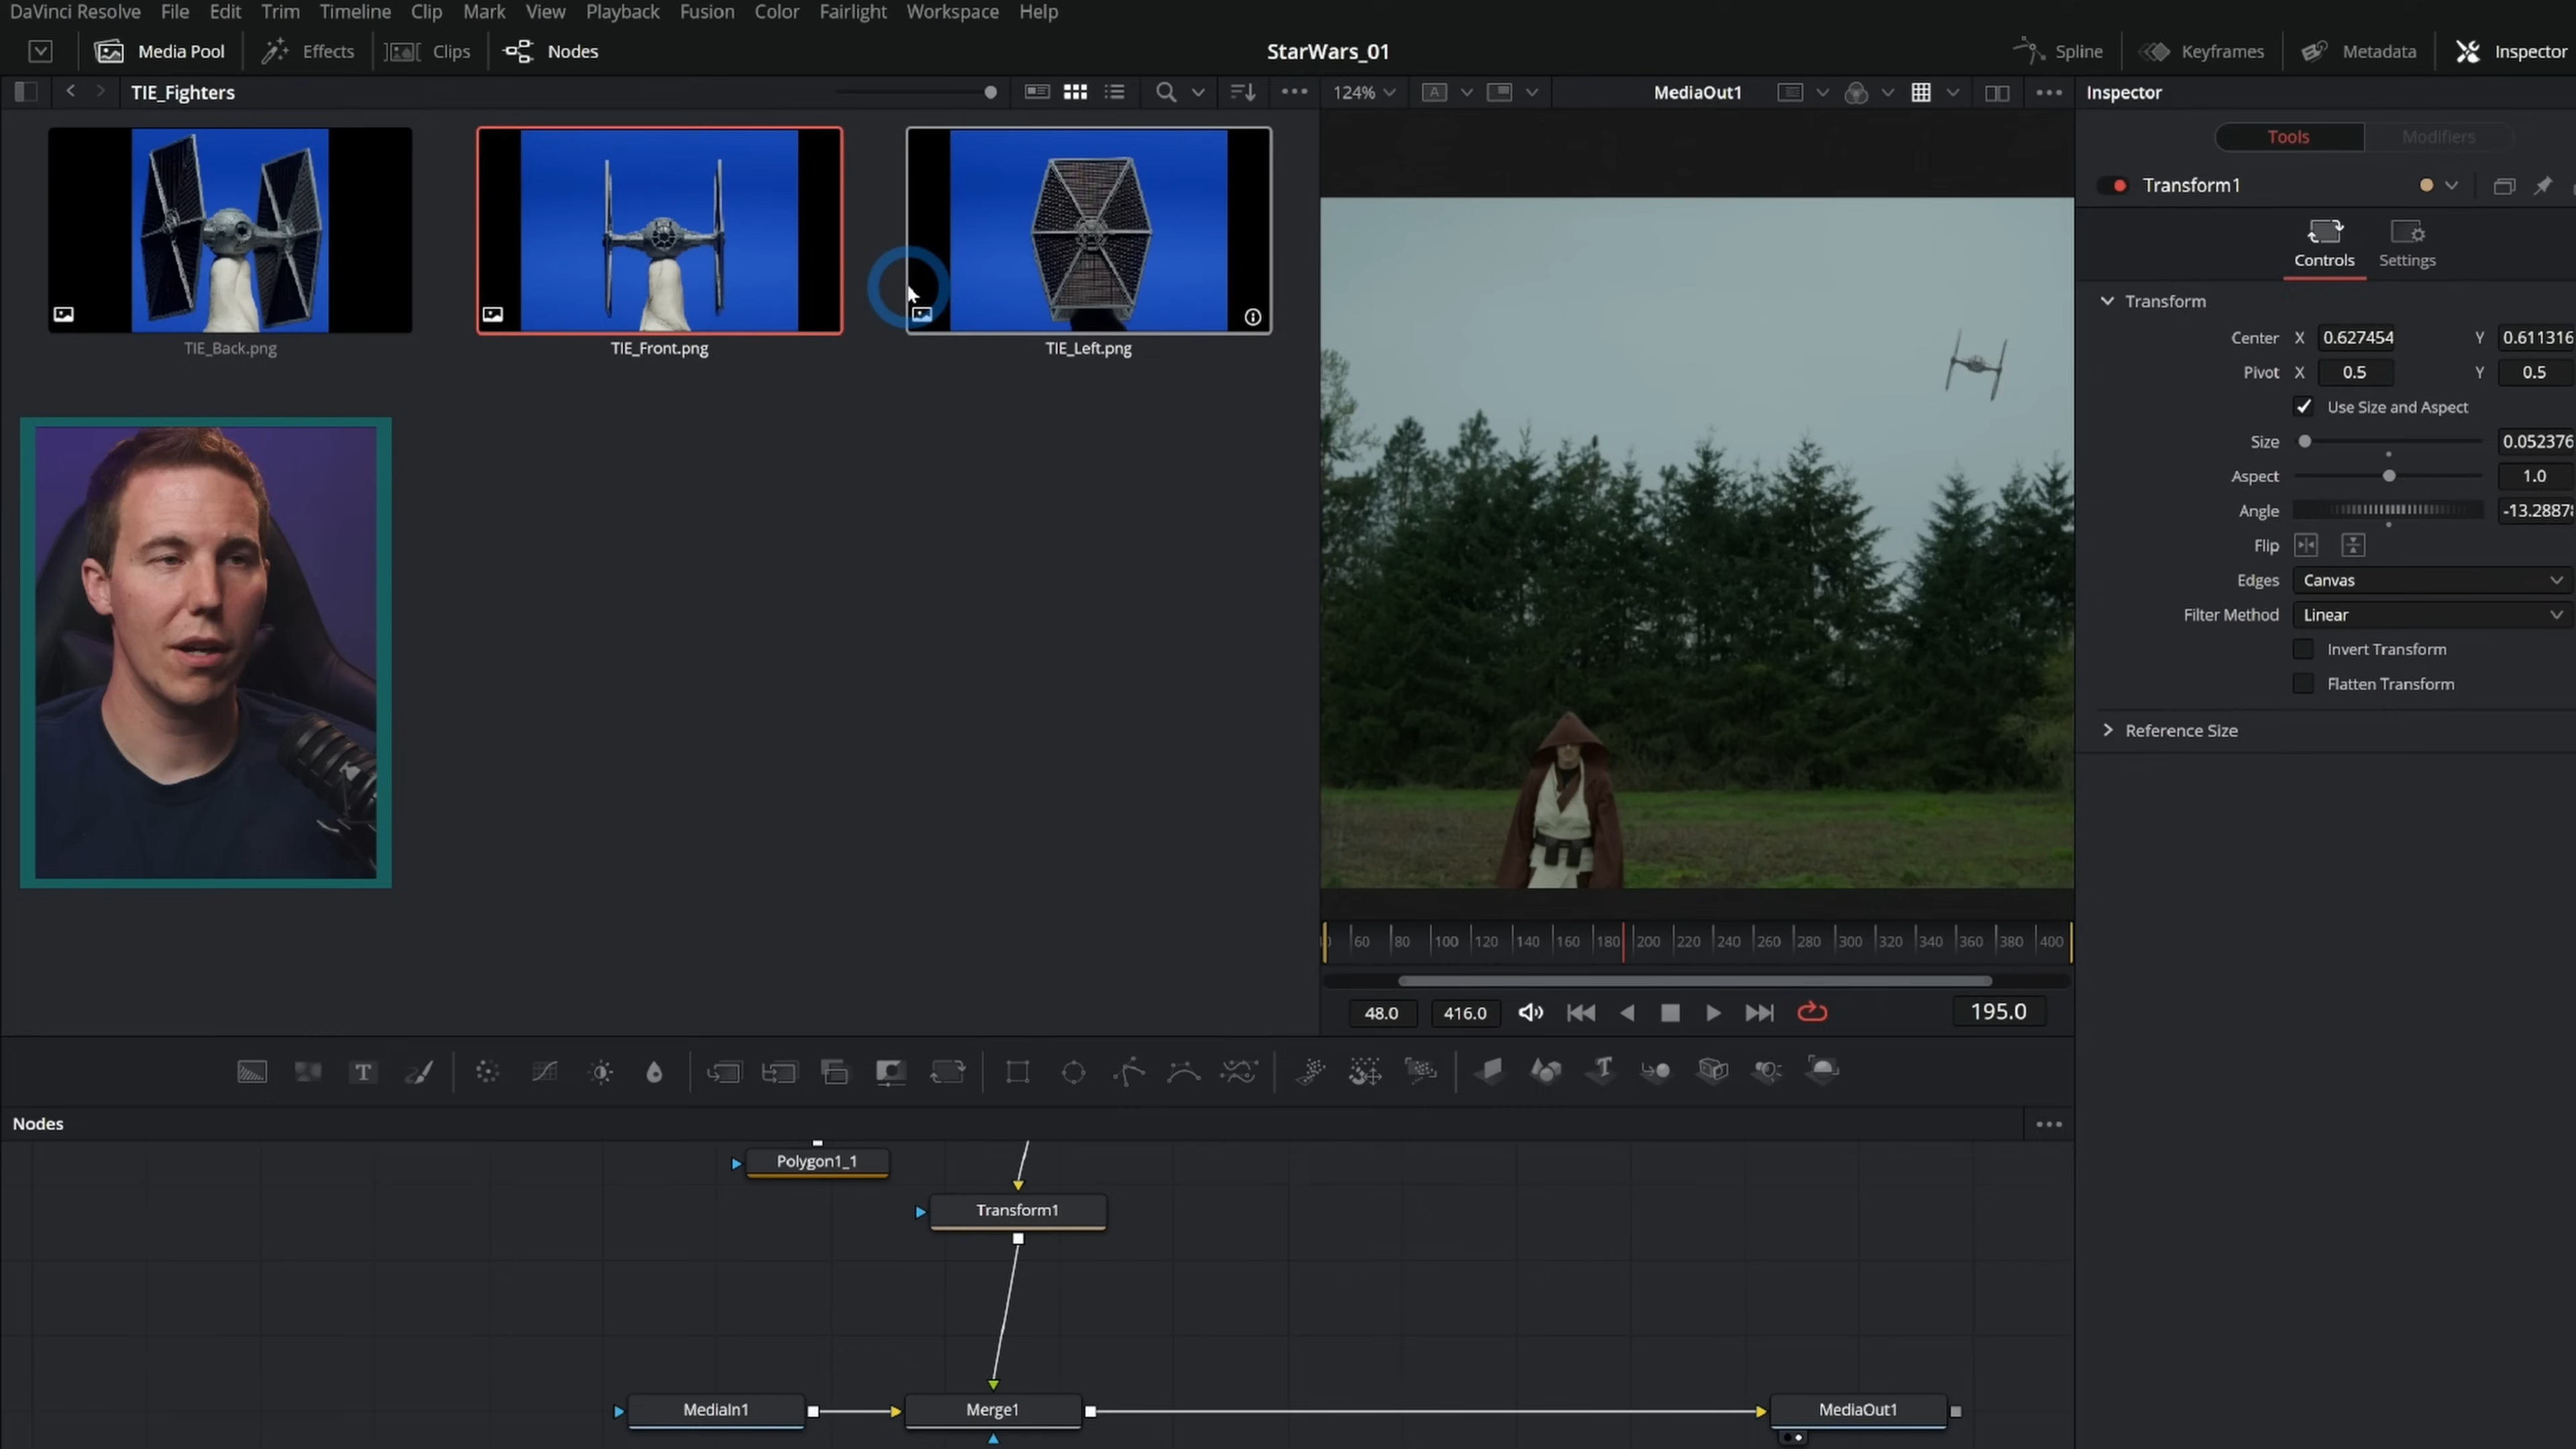 DaVinci Resolve File Edit Trim Timeline Clip Mark View Playback Fusion Color Fairlight Workspace Help
Media Pool Effects Clips Nodes StarWars_01 Spline Keyframes Metadata Inspector
TIE_Fighters 124% A MediaOut1 Inspector
Tools Modifiers
Transform1
Controls Settings
TIE_Back.png TIE_Front.png TIE_Left.png
Transform
Center X 0.627454 Y 0.611316
Pivot X 0.5 Y 0.5
Use Size and Aspect
Size 0.052376
Aspect 1.0
Angle -13.2887
Flip
Edges Canvas
Filter Method Linear
Invert Transform
Flatten Transform
Reference Size
60 80 100 120 140 160 180 200 220 240 260 280 300 320 340 360 380 400
48.0 416.0 195.0
T T
Nodes
Polygon1_1
Transform1
MediaIn1 Merge1 MediaOut1